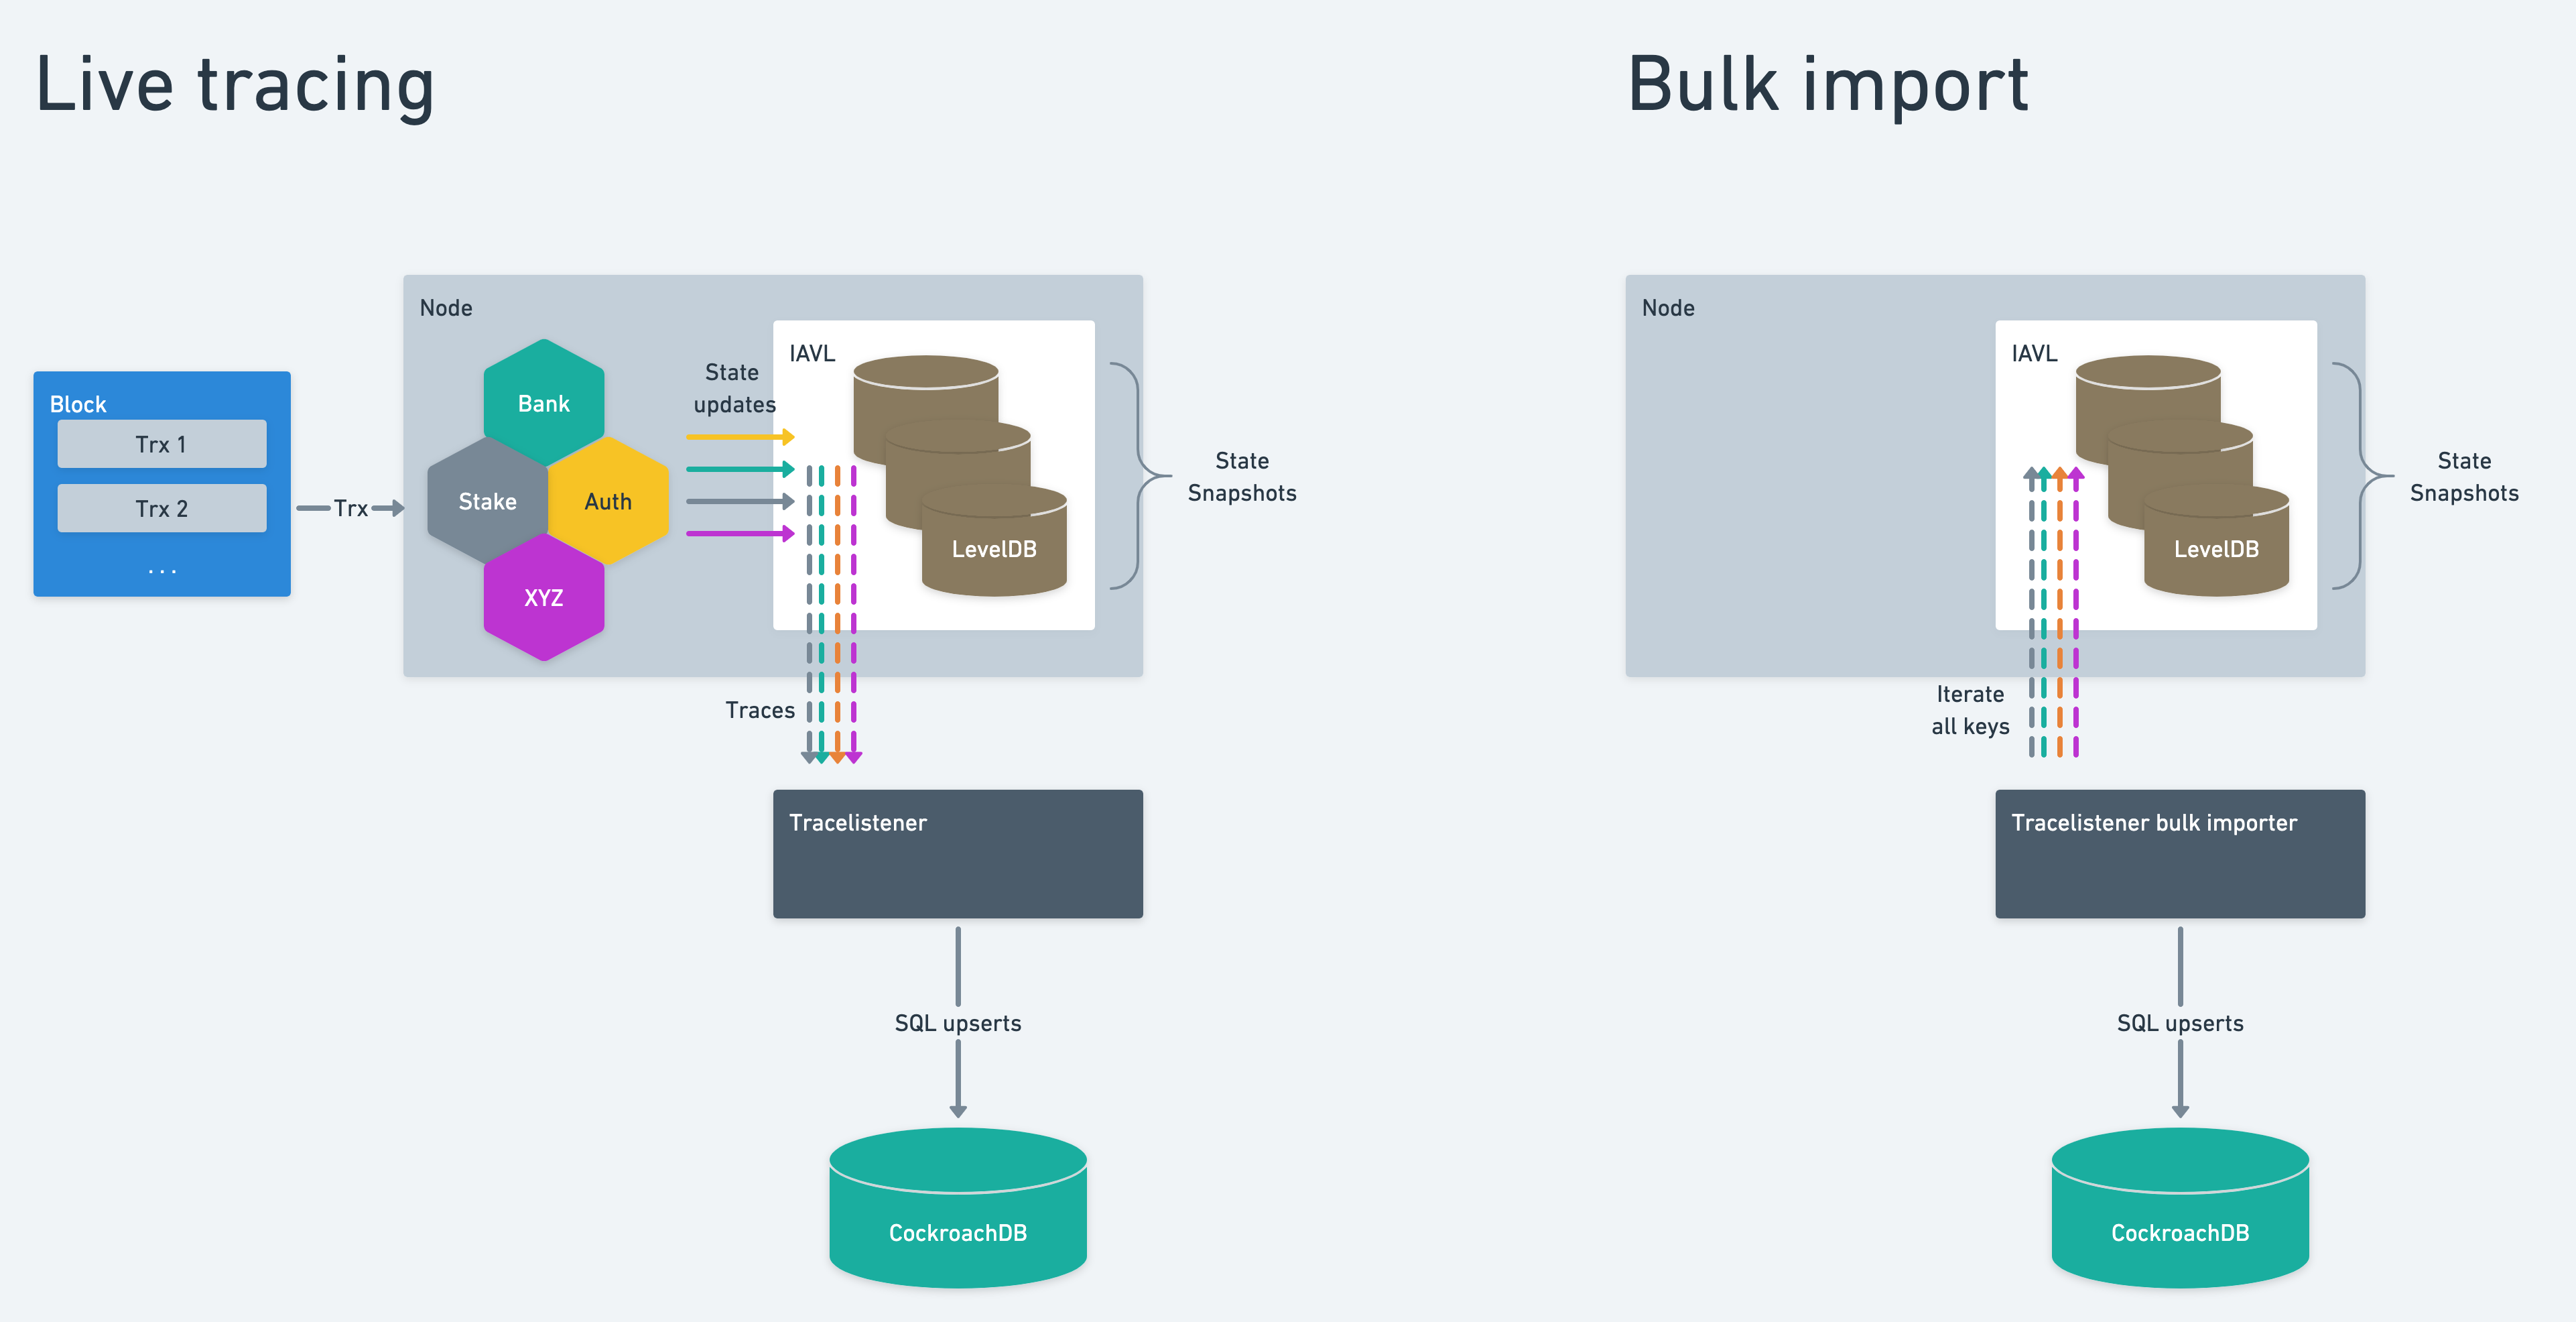 Live tracing
Node
Block
Trx 1
Trx 2
...
Trx
Bank
Stake
Auth
XYZ
State
updates
IAVL
LevelDB
State
Snapshots
Traces
Tracelistener
SQL upserts
CockroachDB
Bulk import
Node
IAVL
LevelDB
State
Snapshots
Iterate
all keys
Tracelistener bulk importer
SQL upserts
CockroachDB